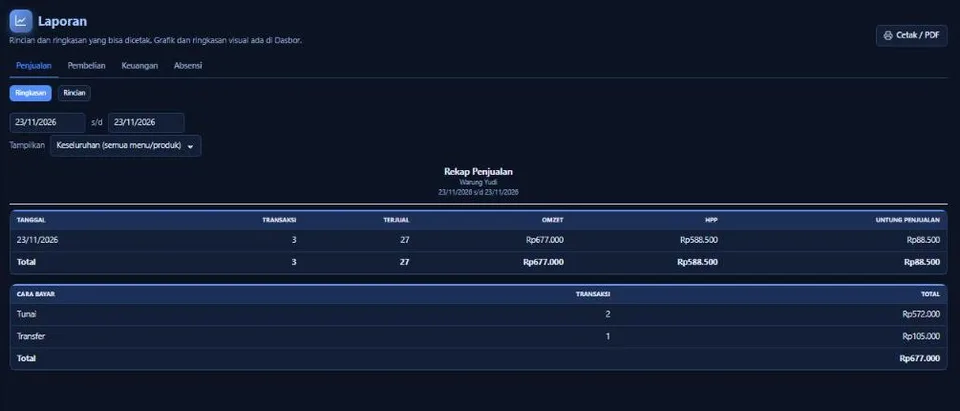 Laporan
Rincian dan ringkasan yang bisa dicetak. Grafik dan ringkasan visual ada di Dasbor.
Cetak / PDF
Penjualan Pembelian Keuangan Absensi
Ringkasan Rincian
23/11/2026 s/d 23/11/2026
Tampilkan Keseluruhan (semua menu/produk)
Rekap Penjualan
Warung Yudi
23/11/2026 s/d 23/11/2026
TANGGAL TRANSAKSI TERJUAL OMZET HPP UNTUNG PENJUALAN
23/11/2026 3 27 Rp677.000 Rp588.500 Rp88.500
Total 3 27 Rp677.000 Rp588.500 Rp88.500
CARA BAYAR TRANSAKSI TOTAL
Tunai 2 Rp572.000
Transfer 1 Rp105.000
Total Rp677.000